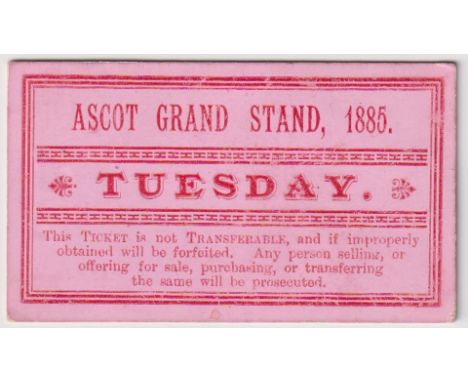 ASCOT GRAND STAND, 1885.
TUESDAY.
THIS TICKET IS NOT TRANSFERABLE, and if improperly
obtained will be forfeited. Any person selling, or
offering for sale, purchasing, or transferring
the same will be prosecuted.